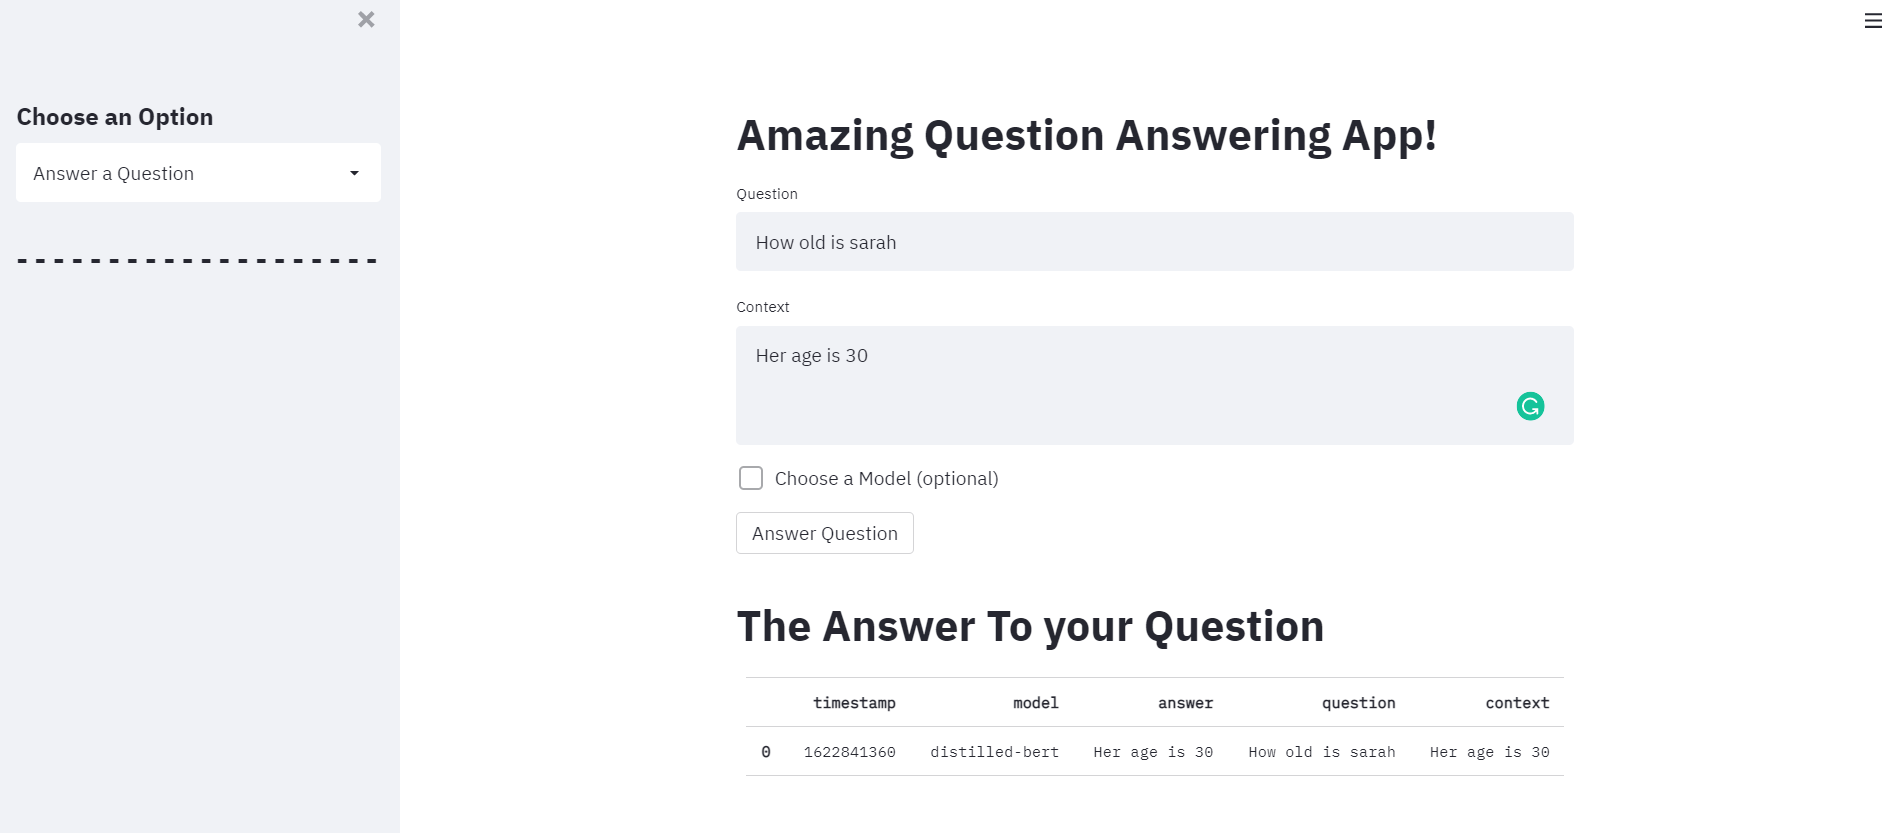 Choose an Option
Answer a Question
--------------------
Amazing Question Answering App!
Question
How old is sarah
Context
Her age is 30
Choose a Model (optional)
Answer Question
The Answer To your Question
timestamp model answer question context
0 1622841360 distilled-bert Her age is 30 How old is sarah Her age is 30